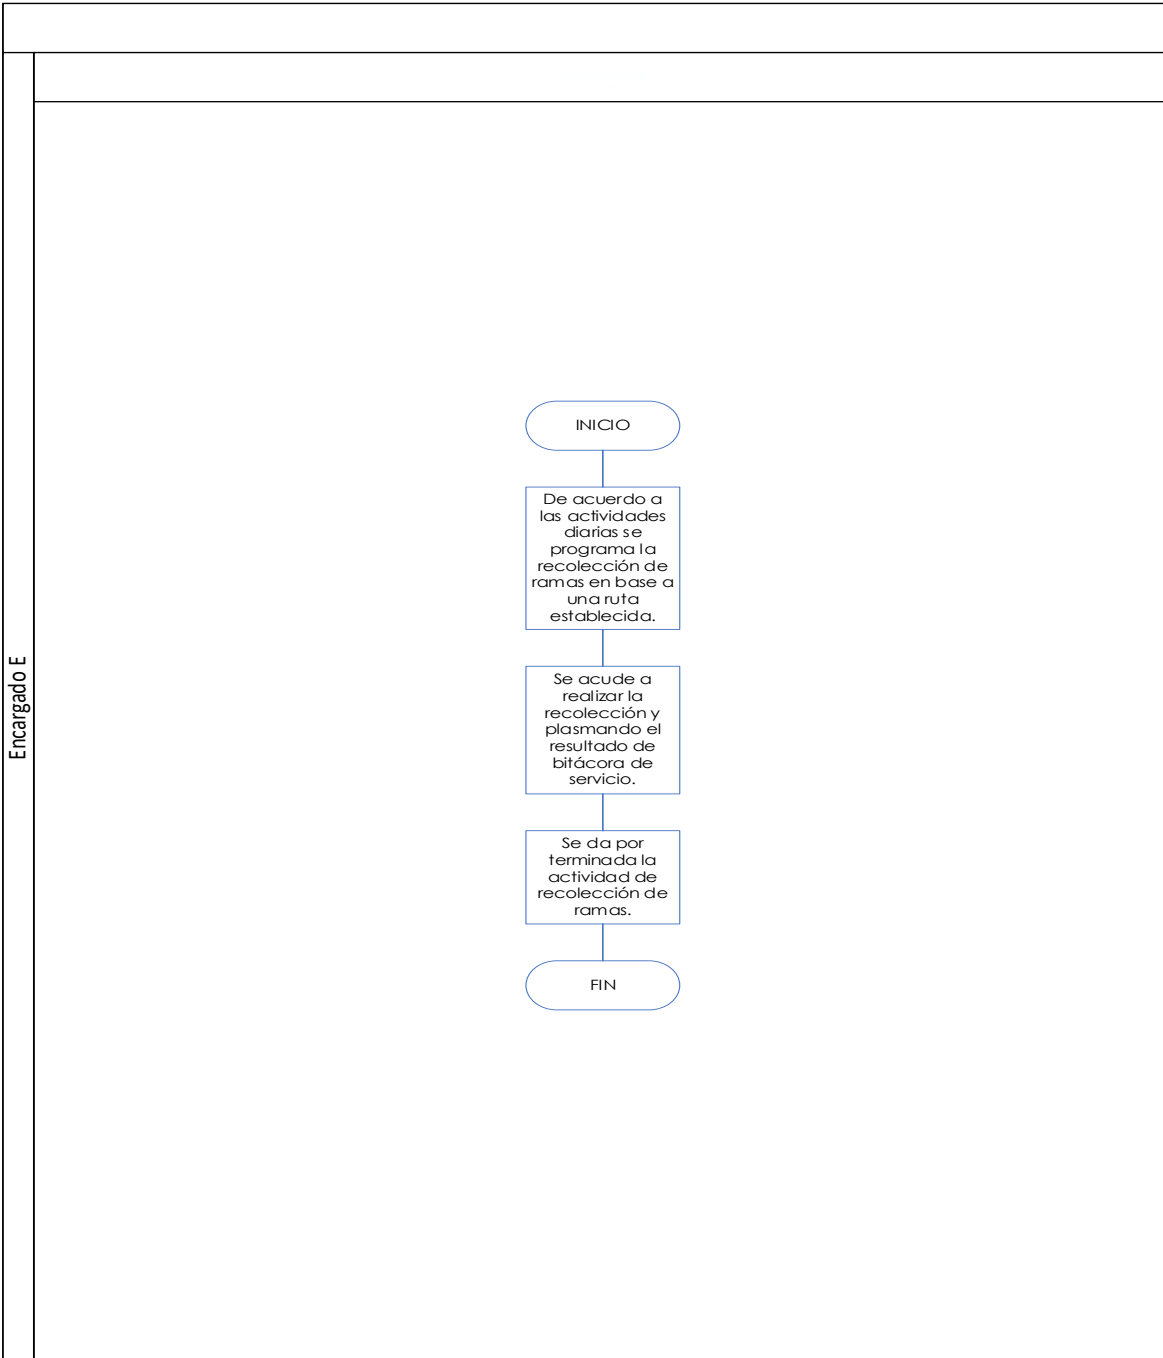 Encargado E
INICIO
De acuerdo a
las actividades
diarias se
programa la
recolección de
ramas en base a
una ruta
establecida.
Se acude a
realizar la
recolección y
plasmando el
resultado de
bitácora de
servicio.
Se da por
terminada la
actividad de
recolección de
ramas.
FIN